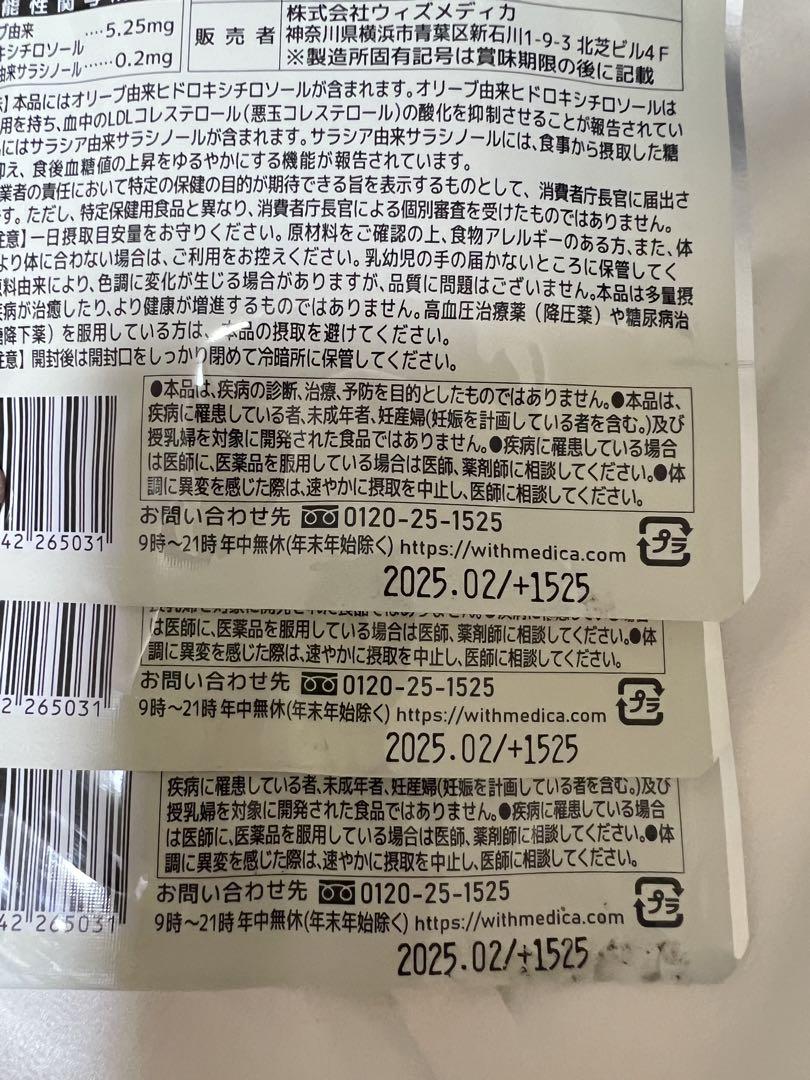 能性関与
ブ由来
キシチロソール ……5.25mg
由来サラシノール……0.2mg
販売者
株式会社ウィズメディカ
神奈川県横浜市青葉区新石川1-9-3 北芝ビル4F
※製造所固有記号は賞味期限の後に記載
】本品にはオリーブ由来ヒドロキシチロソールが含まれます。オリーブ由来ヒドロキシチロソールは
用を持ち、血中のLDLコレステロール(悪玉コレステロール)の酸化を抑制させることが報告されてい
にはサラシア由来サラシノールが含まれます。サラシア由来サラシノールには、食事から摂取した糖
抑え、食後血糖値の上昇をゆるやかにする機能が報告されています。
業者の責任において特定の保健の目的が期待できる旨を表示するものとして、消費者庁長官に届出さ
す。ただし、特定保健用食品と異なり、消費者庁長官による個別審査を受けたものではありません。
注意】一日摂取目安量をお守りください。原材料をご確認の上、食物アレルギーのある方、また、体
より体に合わない場合は、ご利用をお控えください。乳幼児の手の届かないところに保管してく
原料由来により、色調に変化が生じる場合がありますが、品質に問題はございません。本品は多量摂
疾病が治癒したり、より健康が増進するものではありません。高血圧治療薬(降圧薬)や糖尿病治
糖降下薬)を服用している方は、本品の摂取を避けてください。
注意】開封後は開封口をしっかり閉めて冷暗所に保管してください。
●本品は、疾病の診断、治療、予防を目的としたものではありません。●本品は、
疾病に罹患している者、未成年者、妊産婦(妊娠を計画している者を含む。)及び
授乳婦を対象に開発された食品ではありません。●疾病に罹患している場合
は医師に、医薬品を服用している場合は医師、薬剤師に相談してください。●体
調に異変を感じた際は、速やかに摂取を中止し、医師に相談してください。
お問い合わせ先 0120-25-1525
9時～21時 年中無休(年末年始除く) https://withmedica.com
プラ
42 265031
2025.02/+1525
は医師に、医薬品を服用している場合は医師、薬剤師に相談してください。●体
調に異変を感じた際は、速やかに摂取を中止し、医師に相談してください。
お問い合わせ先 0120-25-1525
9時～21時 年中無休(年末年始除く) https://withmedica.com
プラ
2 265031
2025.02/+1525
疾病に罹患している者、未成年者、妊産婦(妊娠を計画している者を含む。)及び
授乳婦を対象に開発された食品ではありません。●疾病に罹患している場合
は医師に、医薬品を服用している場合は医師、薬剤師に相談してください。●体
調に異変を感じた際は、速やかに摂取を中止し、医師に相談してください。
お問い合わせ先 0120-25-1525
9時～21時 年中無休(年末年始除く) https://withmedica.com
プラ
42 265031
2025.02/+1525